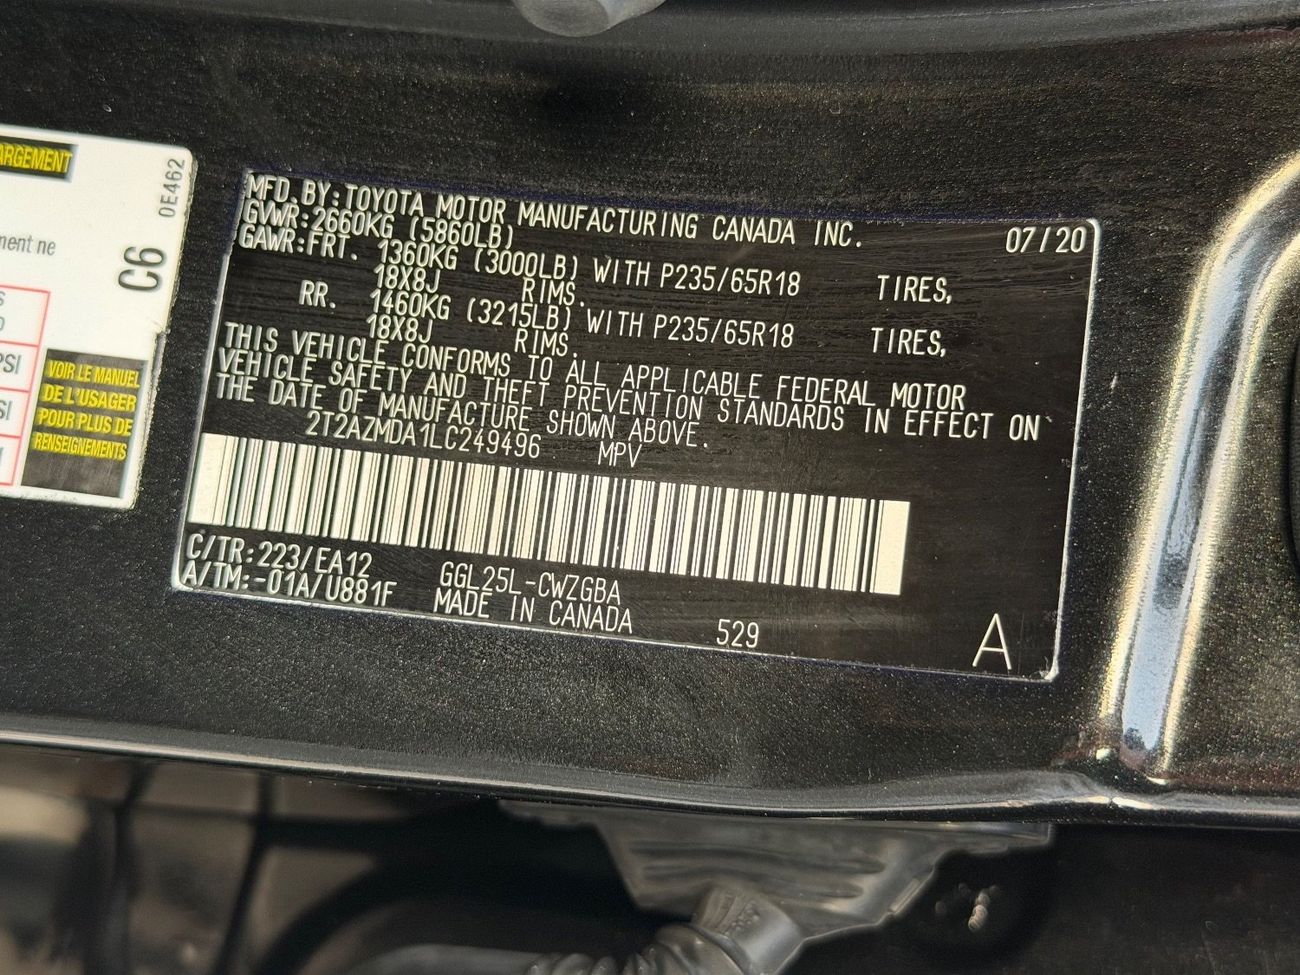 ARGEMENT
ment ne
0E462
C6
PSI
SI
VOIR LE MANUEL
DE L'USAGER
POUR PLUS DE
RENSEIGNEMENTS
MFD. BY: TOYOTA MOTOR MANUFACTURING CANADA INC. 07/20
GVWR: 2660KG (5860LB)
GAWR: FRT. 1360KG (3000LB) WITH P235/65R18 TIRES,
18X8J RIMS.
RR. 1460KG (3215LB) WITH P235/65R18 TIRES,
18X8J RIMS.
THIS VEHICLE CONFORMS TO ALL APPLICABLE FEDERAL MOTOR
VEHICLE SAFETY AND THEFT PREVENTION STANDARDS IN EFFECT ON
THE DATE OF MANUFACTURE SHOWN ABOVE.
2T2AZMDA1LC249496 MPV
C/TR: 223/EA12 GGL25L-CWZGBA
A/TM: -01A/U881F MADE IN CANADA 529
A